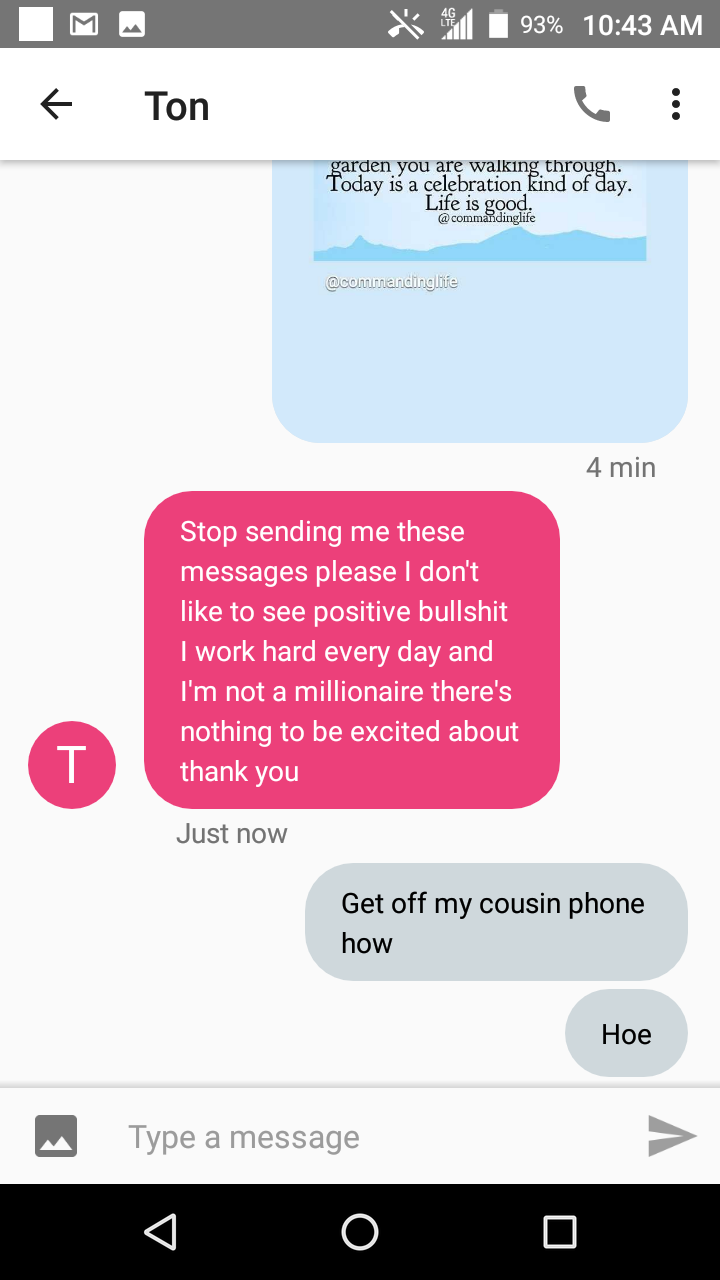 4G
LTE
93% 10:43 AM
Ton
garden you are walking through.
Today is a celebration kind of day.
Life is good.
@commandinglife
@commandinglife
4 min
Stop sending me these
messages please I don't
like to see positive bullshit
I work hard every day and
I'm not a millionaire there's
nothing to be excited about
thank you
T
Just now
Get off my cousin phone
how
Hoe
Type a message